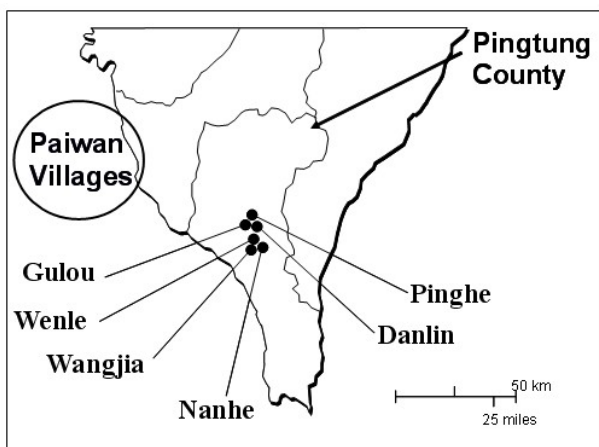 Pingtung
County
Paiwan
Villages
Gulou
Pinghe
Wenle
Danlin
Wangjia
Nanhe
50 km
25 miles